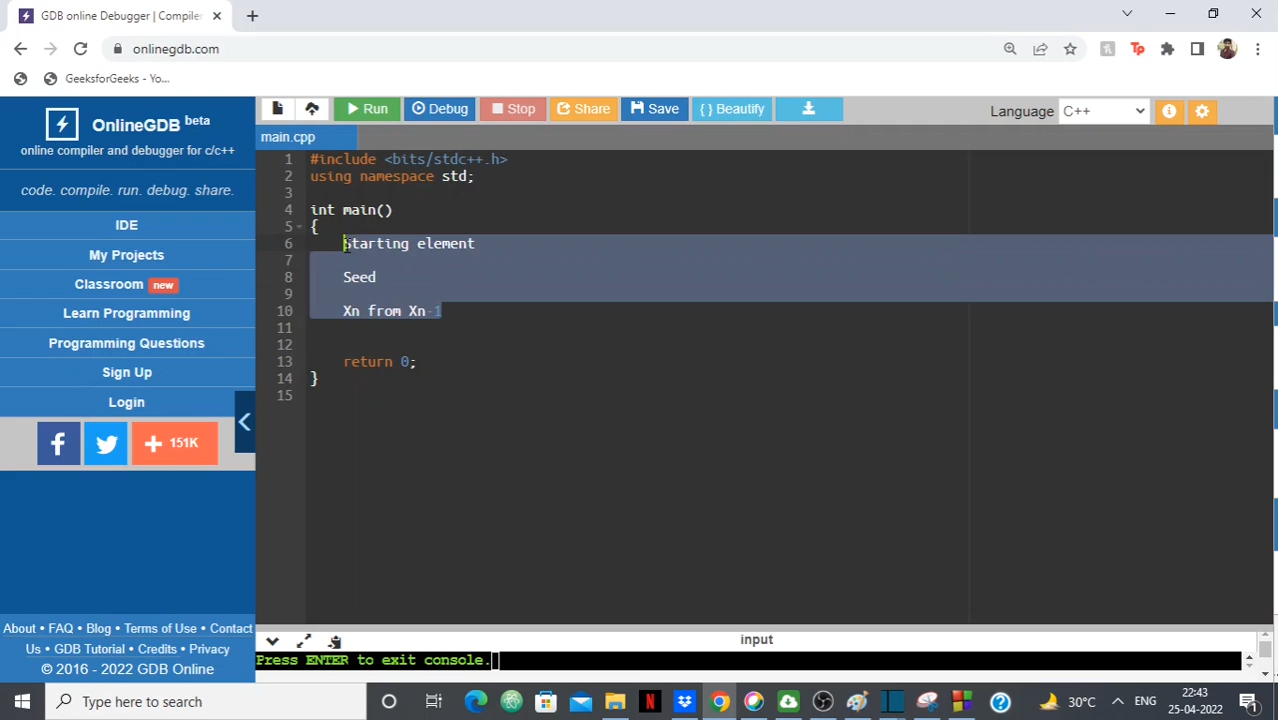 GDB online Debugger | Compiler
onlinegdb.com
GeeksforGeeks - Yo...
OnlineGDB beta
online compiler and debugger for c/c++
code. compile. run. debug. share.
IDE
My Projects
Classroom new
Learn Programming
Programming Questions
Sign Up
Login
151K
About • FAQ • Blog • Terms of Use • Contact
Us • GDB Tutorial • Credits • Privacy
© 2016 - 2022 GDB Online
Run Debug Stop Share Save { } Beautify
Language C++
main.cpp
1 #include <bits/stdc++.h>
2 using namespace std;
3
4 int main()
5 {
6 Starting element
7
8 Seed
9
10 Xn from Xn-1
11
12
13 return 0;
14 }
15
input
Press ENTER to exit console.
Type here to search
30°C ENG 22:43
25-04-2022
1